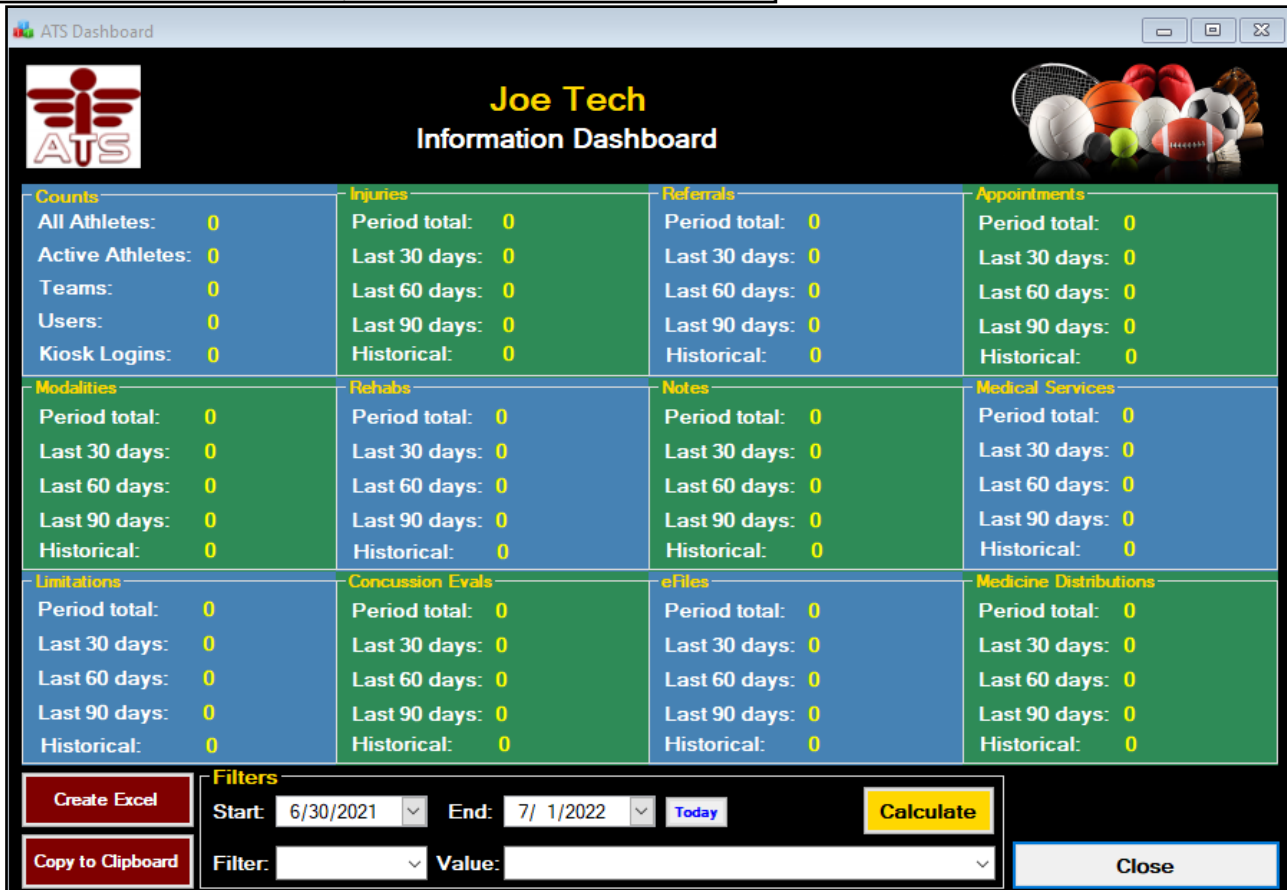 ATS Dashboard
ATS
Joe Tech
Information Dashboard
Counts
All Athletes: 0
Active Athletes: 0
Teams: 0
Users: 0
Kiosk Logins: 0
Injuries
Period total: 0
Last 30 days: 0
Last 60 days: 0
Last 90 days: 0
Historical: 0
Referrals
Period total: 0
Last 30 days: 0
Last 60 days: 0
Last 90 days: 0
Historical: 0
Appointments
Period total: 0
Last 30 days: 0
Last 60 days: 0
Last 90 days: 0
Historical: 0
Modalities
Period total: 0
Last 30 days: 0
Last 60 days: 0
Last 90 days: 0
Historical: 0
Rehabs
Period total: 0
Last 30 days: 0
Last 60 days: 0
Last 90 days: 0
Historical: 0
Notes
Period total: 0
Last 30 days: 0
Last 60 days: 0
Last 90 days: 0
Historical: 0
Medical Services
Period total: 0
Last 30 days: 0
Last 60 days: 0
Last 90 days: 0
Historical: 0
Limitations
Period total: 0
Last 30 days: 0
Last 60 days: 0
Last 90 days: 0
Historical: 0
Concussion Evals
Period total: 0
Last 30 days: 0
Last 60 days: 0
Last 90 days: 0
Historical: 0
eFiles
Period total: 0
Last 30 days: 0
Last 60 days: 0
Last 90 days: 0
Historical: 0
Medicine Distributions
Period total: 0
Last 30 days: 0
Last 60 days: 0
Last 90 days: 0
Historical: 0
Create Excel
Copy to Clipboard
Filters
Start: 6/30/2021 End: 7/ 1/2022 Today Calculate
Filter: Value:
Close